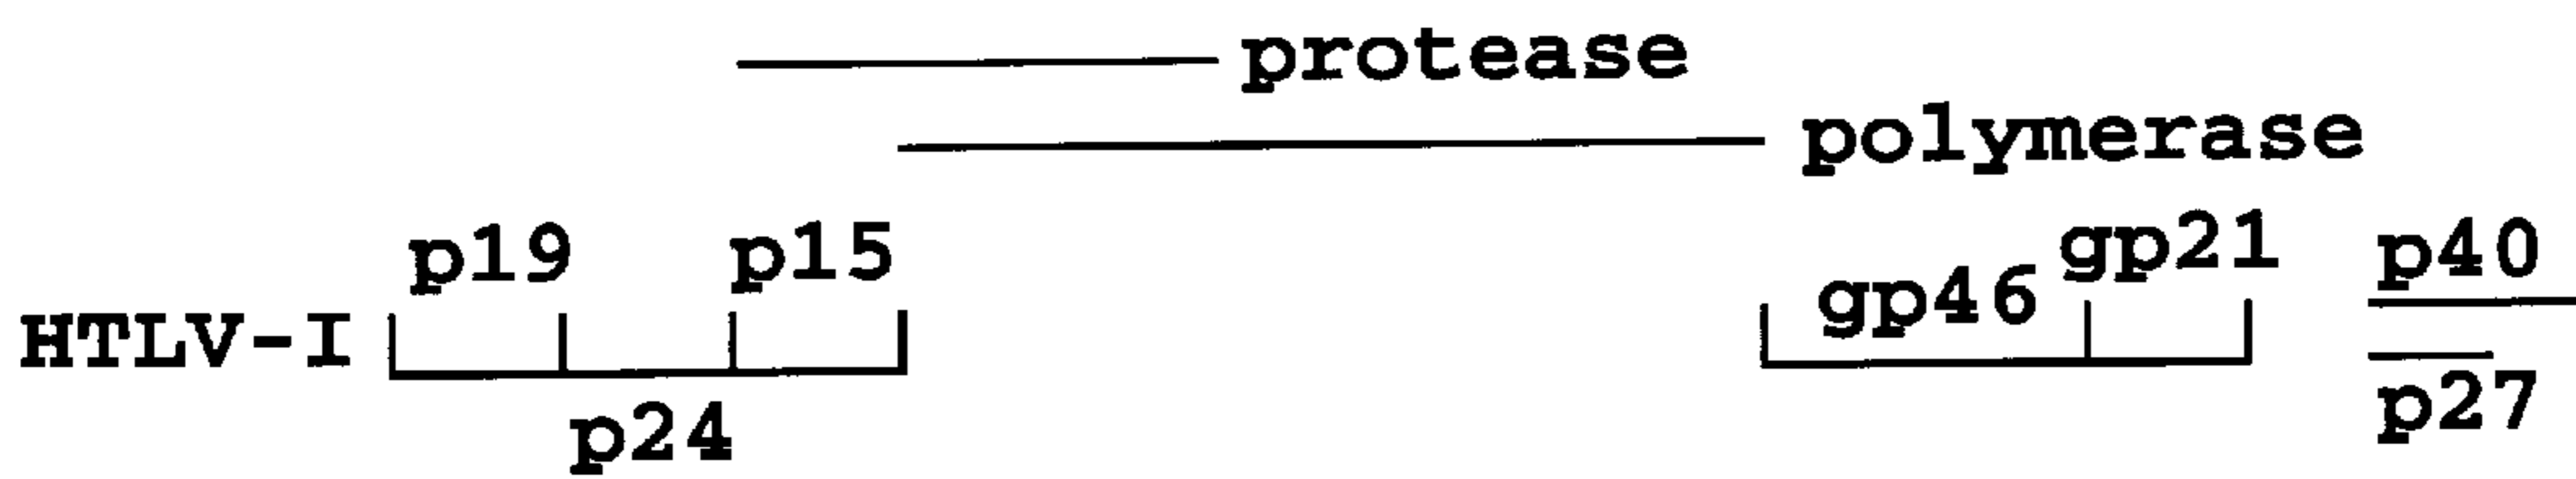 protease
polymerase
p19 p15 gp46 gp21 p40
HTLV-I
p24 p27